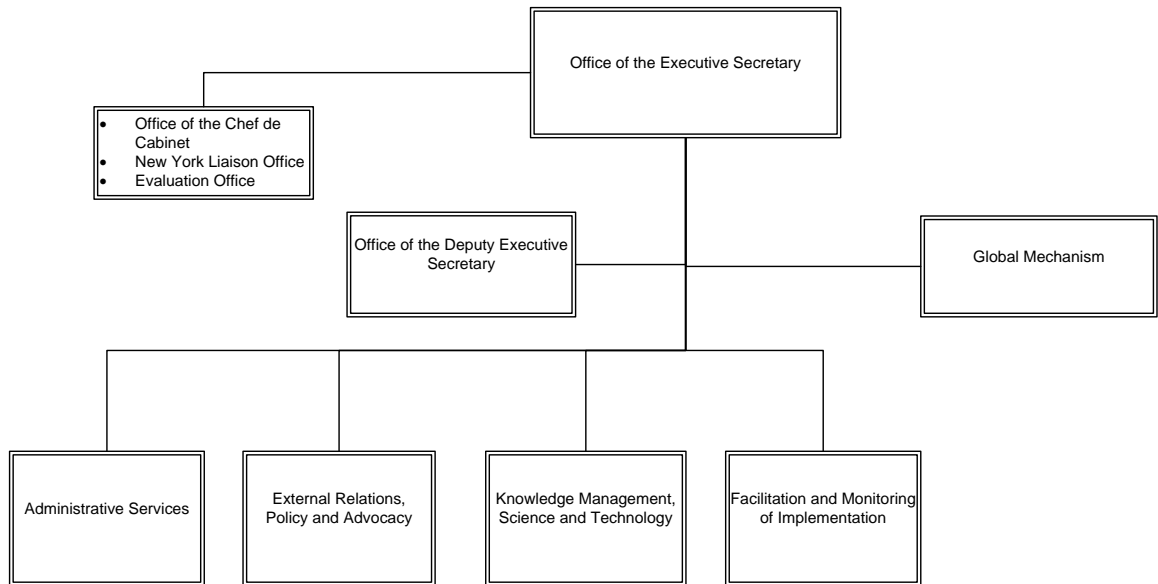 Office of the Executive Secretary
• Office of the Chef de
Cabinet
• New York Liaison Office
• Evaluation Office
Office of the Deputy Executive
Secretary
Global Mechanism
Administrative Services
External Relations,
Policy and Advocacy
Knowledge Management,
Science and Technology
Facilitation and Monitoring
of Implementation